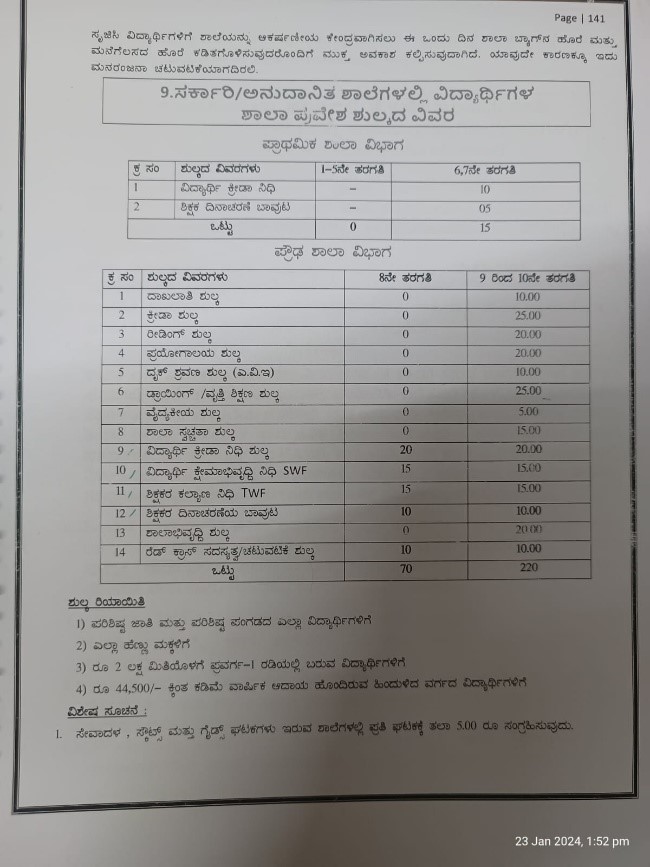 Page | 141
ಸೃಜಿಸಿ ವಿದ್ಯಾರ್ಥಿಗಳಿಗೆ ಶಾಲೆಯನ್ನು ಆಕರ್ಷಣೀಯ ಕೇಂದ್ರವಾಗಿಸಲು ಈ ಒಂದು ದಿನ ಶಾಲಾ ಬ್ಯಾಗ್‌ನ ಹೊರೆ ಮತ್ತು
ಮನೆಗೆಲಸದ ಹೊರೆ ಕಡಿತಗೊಳಿಸುವುದರೊಂದಿಗೆ ಮುಕ್ತ ಅವಕಾಶ ಕಲ್ಪಿಸುವುದಾಗಿದೆ. ಯಾವುದೇ ಕಾರಣಕ್ಕೂ ಇದು
ಮನರಂಜನಾ ಚಟುವಟಿಕೆಯಾಗದಿರಲಿ.
9.ಸರ್ಕಾರಿ/ಅನುದಾನಿತ ಶಾಲೆಗಳಲ್ಲಿ ವಿದ್ಯಾರ್ಥಿಗಳ
ಶಾಲಾ ಪ್ರವೇಶ ಶುಲ್ಕದ ವಿವರ
ಪ್ರಾಥಮಿಕ ಶಾಲಾ ವಿಭಾಗ
ಕ್ರ ಸಂ ಶುಲ್ಕದ ವಿವರಗಳು 1-5ನೇ ತರಗತಿ 6,7ನೇ ತರಗತಿ
1 ವಿದ್ಯಾರ್ಥಿ ಕ್ರೀಡಾ ನಿಧಿ – 10
2 ಶಿಕ್ಷಕ ದಿನಾಚರಣೆ ಬಾವುಟ – 05
ಒಟ್ಟು 0 15
ಪ್ರೌಢ ಶಾಲಾ ವಿಭಾಗ
ಕ್ರ ಸಂ ಶುಲ್ಕದ ವಿವರಗಳು 8ನೇ ತರಗತಿ 9 ರಿಂದ 10ನೇ ತರಗತಿ
1 ದಾಖಲಾತಿ ಶುಲ್ಕ 0 10.00
2 ಕ್ರೀಡಾ ಶುಲ್ಕ 0 25.00
3 ರೀಡಿಂಗ್ ಶುಲ್ಕ 0 20.00
4 ಪ್ರಯೋಗಾಲಯ ಶುಲ್ಕ 0 20.00
5 ದೃಕ್ ಶ್ರವಣ ಶುಲ್ಕ (ಎ.ವಿ.ಇ) 0 10.00
6 ಡ್ರಾಯಿಂಗ್ /ವೃತ್ತಿ ಶಿಕ್ಷಣ ಶುಲ್ಕ 0 25.00
7 ವೈದ್ಯಕೀಯ ಶುಲ್ಕ 0 5.00
8 ಶಾಲಾ ಸ್ವಚ್ಛತಾ ಶುಲ್ಕ 0 15.00
9 ವಿದ್ಯಾರ್ಥಿ ಕ್ರೀಡಾ ನಿಧಿ ಶುಲ್ಕ 20 20.00
10 ವಿದ್ಯಾರ್ಥಿ ಕ್ಷೇಮಾಭಿವೃದ್ಧಿ ನಿಧಿ SWF 15 15.00
11 ಶಿಕ್ಷಕರ ಕಲ್ಯಾಣ ನಿಧಿ TWF 15 15.00
12 ಶಿಕ್ಷಕರ ದಿನಾಚರಣೆಯ ಬಾವುಟ 10 10.00
13 ಶಾಲಾಭಿವೃದ್ಧಿ ಶುಲ್ಕ 0 20.00
14 ರೆಡ್ ಕ್ರಾಸ್ ಸದಸ್ಯತ್ವ/ಚಟುವಟಿಕೆ ಶುಲ್ಕ 10 10.00
ಒಟ್ಟು 70 220
ಶುಲ್ಕ ರಿಯಾಯಿತಿ
1) ಪರಿಶಿಷ್ಟ ಜಾತಿ ಮತ್ತು ಪರಿಶಿಷ್ಟ ಪಂಗಡದ ಎಲ್ಲಾ ವಿದ್ಯಾರ್ಥಿಗಳಿಗೆ
2) ಎಲ್ಲಾ ಹೆಣ್ಣು ಮಕ್ಕಳಿಗೆ
3) ರೂ 2 ಲಕ್ಷ ಮಿತಿಯೊಳಗೆ ಪ್ರವರ್ಗ-1 ರಡಿಯಲ್ಲಿ ಬರುವ ವಿದ್ಯಾರ್ಥಿಗಳಿಗೆ
4) ರೂ 44,500/- ಕ್ಕಿಂತ ಕಡಿಮೆ ವಾರ್ಷಿಕ ಆದಾಯ ಹೊಂದಿರುವ ಹಿಂದುಳಿದ ವರ್ಗದ ವಿದ್ಯಾರ್ಥಿಗಳಿಗೆ
ವಿಶೇಷ ಸೂಚನೆ :
1. ಸೇವಾದಳ , ಸ್ಕೌಟ್ಸ್ ಮತ್ತು ಗೈಡ್ಸ್ ಘಟಕಗಳು ಇರುವ ಶಾಲೆಗಳಲ್ಲಿ ಪ್ರತಿ ಘಟಕಕ್ಕೆ ತಲಾ 5.00 ರೂ ಸಂಗ್ರಹಿಸುವುದು.
23 Jan 2024, 1:52 pm